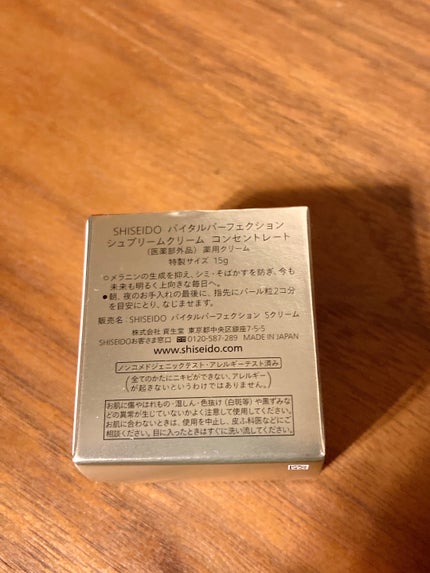 SHISEIDO バイタルパーフェクション
シュプリームクリーム コンセントレート
〈医薬部外品〉 薬用クリーム
特製サイズ 15g
◎メラニンの生成を抑え、シミ・そばかすを防ぎ、今も
未来も明るく上向きな毎日へ。
●朝、夜のお手入れの最後に、指先にパール粒2コ分
を目安にとり、なじませます。
販売名：SHISEIDO バイタルパーフェクション Sクリーム
株式会社 資生堂 東京都中央区銀座7-5-5
SHISEIDOお客さま窓口 0120-587-289 MADE IN JAPAN
www.shiseido.com
ノンコメドジェニックテスト・アレルギーテスト済み
(全てのかたにニキビができない、アレルギー
が起きないというわけではありません。)
お肌に傷やはれもの・湿しん・色抜け(白斑等)や黒ずみな
どの異常が生じていないかよく注意して使用してください。
お肌に合わないときは、使用を中止し、皮ふ科医などにご
相談ください。目に入ったときはすぐに洗い流してください。